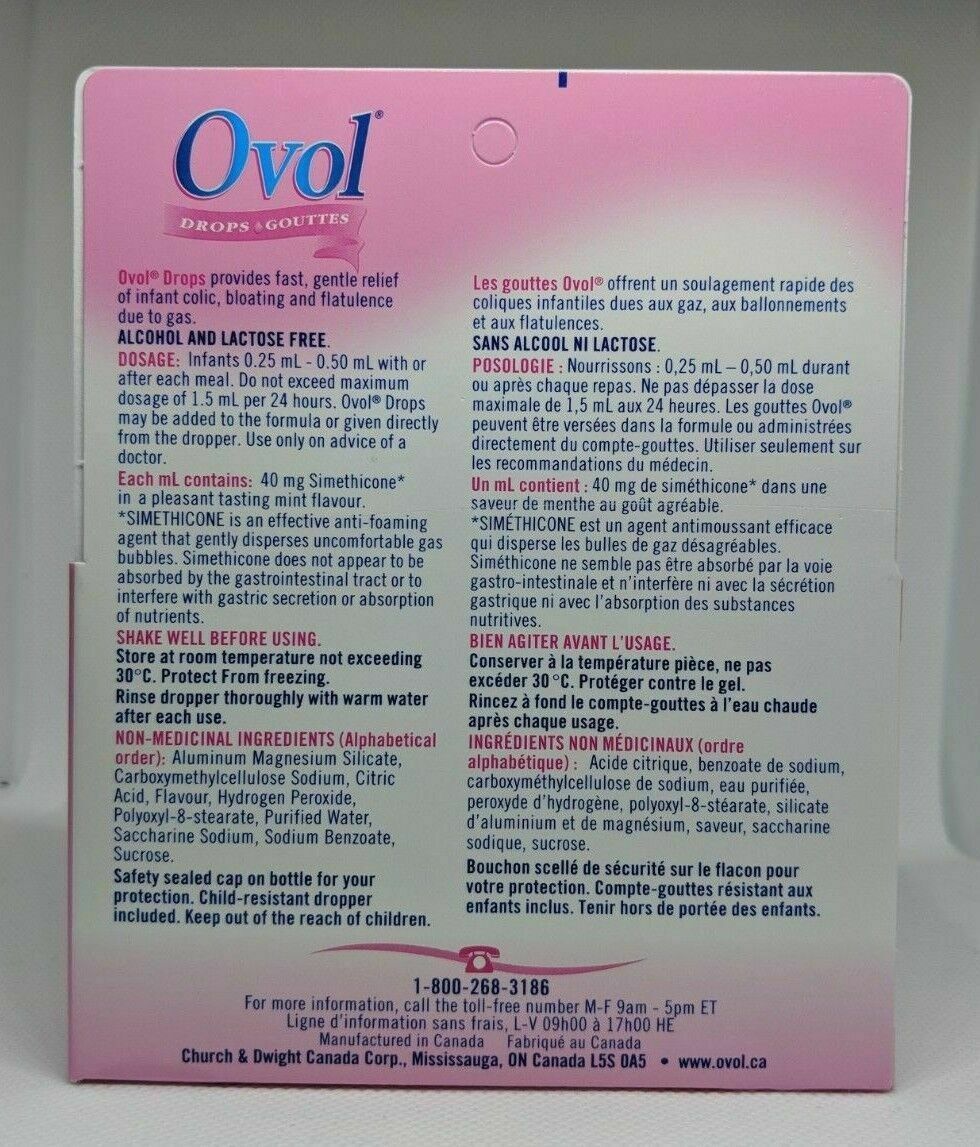 Ovol®
DROPS GOUTTES
Ovol® Drops provides fast, gentle relief
of infant colic, bloating and flatulence
due to gas.
ALCOHOL AND LACTOSE FREE.
DOSAGE: Infants 0.25 mL - 0.50 mL with or
after each meal. Do not exceed maximum
dosage of 1.5 mL per 24 hours. Ovol® Drops
may be added to the formula or given directly
from the dropper. Use only on advice of a
doctor.
Each mL contains: 40 mg Simethicone*
in a pleasant tasting mint flavour.
*SIMETHICONE is an effective anti-foaming
agent that gently disperses uncomfortable gas
bubbles. Simethicone does not appear to be
absorbed by the gastrointestinal tract or to
interfere with gastric secretion or absorption
of nutrients.
SHAKE WELL BEFORE USING.
Store at room temperature not exceeding
30°C. Protect From freezing.
Rinse dropper thoroughly with warm water
after each use.
NON-MEDICINAL INGREDIENTS (Alphabetical
order): Aluminum Magnesium Silicate,
Carboxymethylcellulose Sodium, Citric
Acid, Flavour, Hydrogen Peroxide,
Polyoxyl-8-stearate, Purified Water,
Saccharine Sodium, Sodium Benzoate,
Sucrose.
Safety sealed cap on bottle for your
protection. Child-resistant dropper
included. Keep out of the reach of children.
Les gouttes Ovol® offrent un soulagement rapide des
coliques infantiles dues aux gaz, aux ballonnements
et aux flatulences.
SANS ALCOOL NI LACTOSE.
POSOLOGIE : Nourrissons : 0,25 mL – 0,50 mL durant
ou après chaque repas. Ne pas dépasser la dose
maximale de 1,5 mL aux 24 heures. Les gouttes Ovol®
peuvent être versées dans la formule ou administrées
directement du compte-gouttes. Utiliser seulement sur
les recommandations du médecin.
Un mL contient : 40 mg de siméthicone* dans une
saveur de menthe au goût agréable.
*SIMÉTHICONE est un agent antimoussant efficace
qui disperse les bulles de gaz désagréables.
Siméthicone ne semble pas être absorbé par la voie
gastro-intestinale et n'interfère ni avec la sécrétion
gastrique ni avec l'absorption des substances
nutritives.
BIEN AGITER AVANT L'USAGE.
Conserver à la température pièce, ne pas
excéder 30 °C. Protéger contre le gel.
Rincez à fond le compte-gouttes à l'eau chaude
après chaque usage.
INGRÉDIENTS NON MÉDICINAUX (ordre
alphabétique) : Acide citrique, benzoate de sodium,
carboxyméthylcellulose de sodium, eau purifiée,
peroxyde d'hydrogène, polyoxyl-8-stéarate, silicate
d'aluminium et de magnésium, saveur, saccharine
sodique, sucrose.
Bouchon scellé de sécurité sur le flacon pour
votre protection. Compte-gouttes résistant aux
enfants inclus. Tenir hors de portée des enfants.
1-800-268-3186
For more information, call the toll-free number M-F 9am - 5pm ET
Ligne d'information sans frais, L-V 09h00 à 17h00 HE
Manufactured in Canada Fabriqué au Canada
Church & Dwight Canada Corp., Mississauga, ON Canada L5S 0A5 • www.ovol.ca